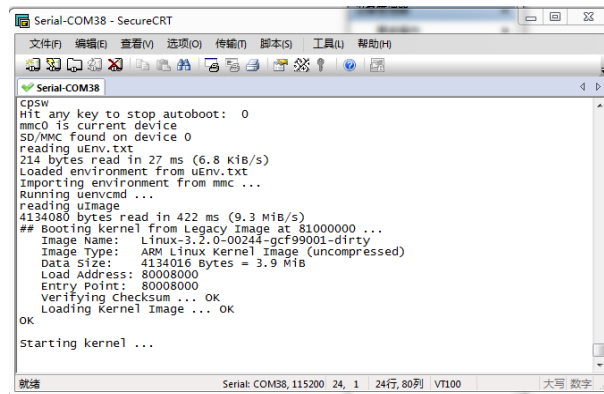 Serial-COM38 - SecureCRT
文件(F) 编辑(E) 查看(V) 选项(O) 传输(T) 脚本(S) 工具(L) 帮助(H)
Serial-COM38
cpsw
Hit any key to stop autoboot:  0
mmc0 is current device
SD/MMC found on device 0
reading uEnv.txt
214 bytes read in 27 ms (6.8 KiB/s)
Loaded environment from uEnv.txt
Importing environment from mmc ...
Running uenvcmd ...
reading uImage
4134080 bytes read in 422 ms (9.3 MiB/s)
## Booting kernel from Legacy Image at 81000000 ...
   Image Name:   Linux-3.2.0-00244-gcf99001-dirty
   Image Type:   ARM Linux Kernel Image (uncompressed)
   Data Size:    4134016 Bytes = 3.9 MiB
   Load Address: 80008000
   Entry Point:  80008000
   Verifying Checksum ... OK
   Loading Kernel Image ... OK
OK
Starting kernel ...
就绪 Serial: COM38, 115200 24, 1 24行, 80列 VT100 大写 数字